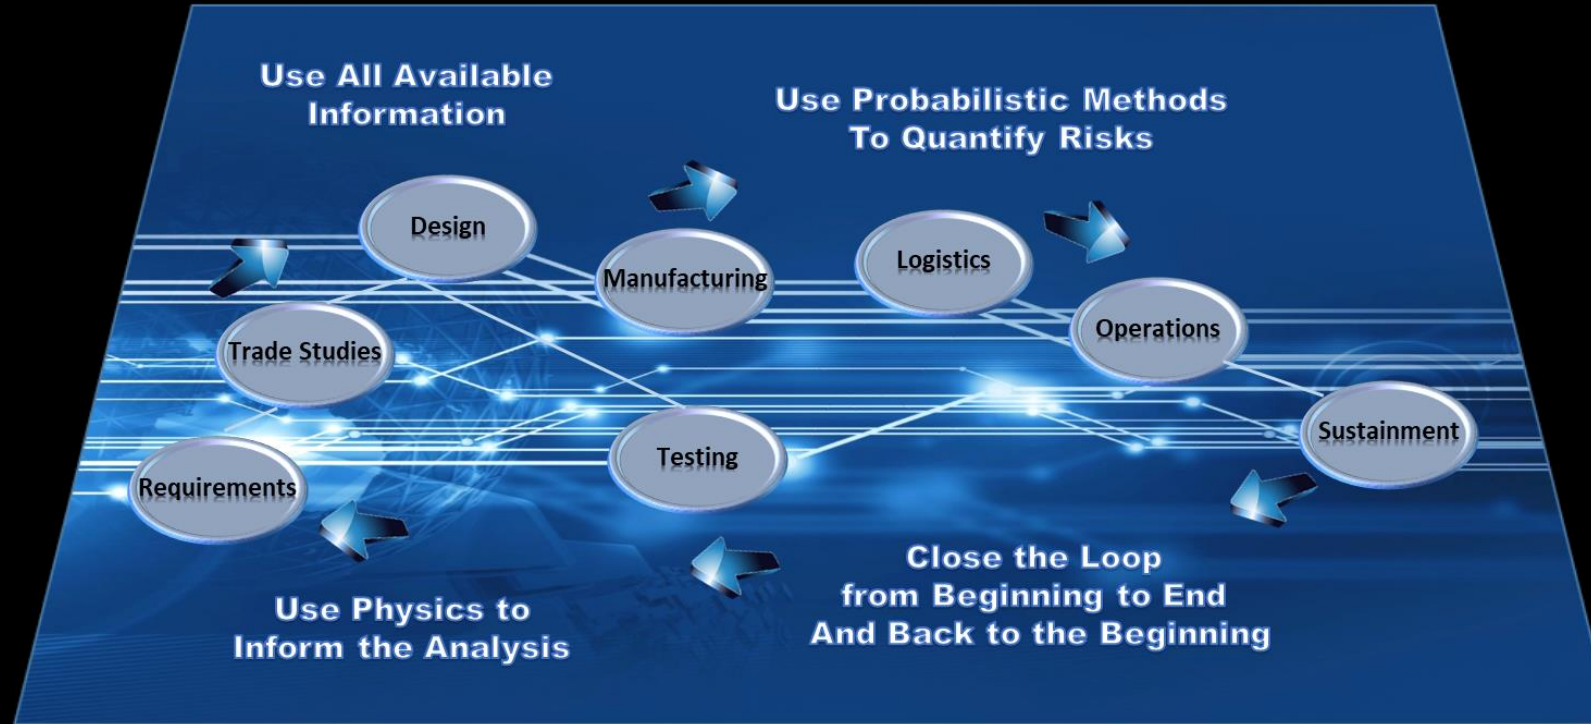 Use All Available
Information
Use Probabilistic Methods
To Quantify Risks
Design
Manufacturing
Logistics
Operations
Trade Studies
Sustainment
Testing
Requirements
Close the Loop
from Beginning to End
And Back to the Beginning
Use Physics to
Inform the Analysis